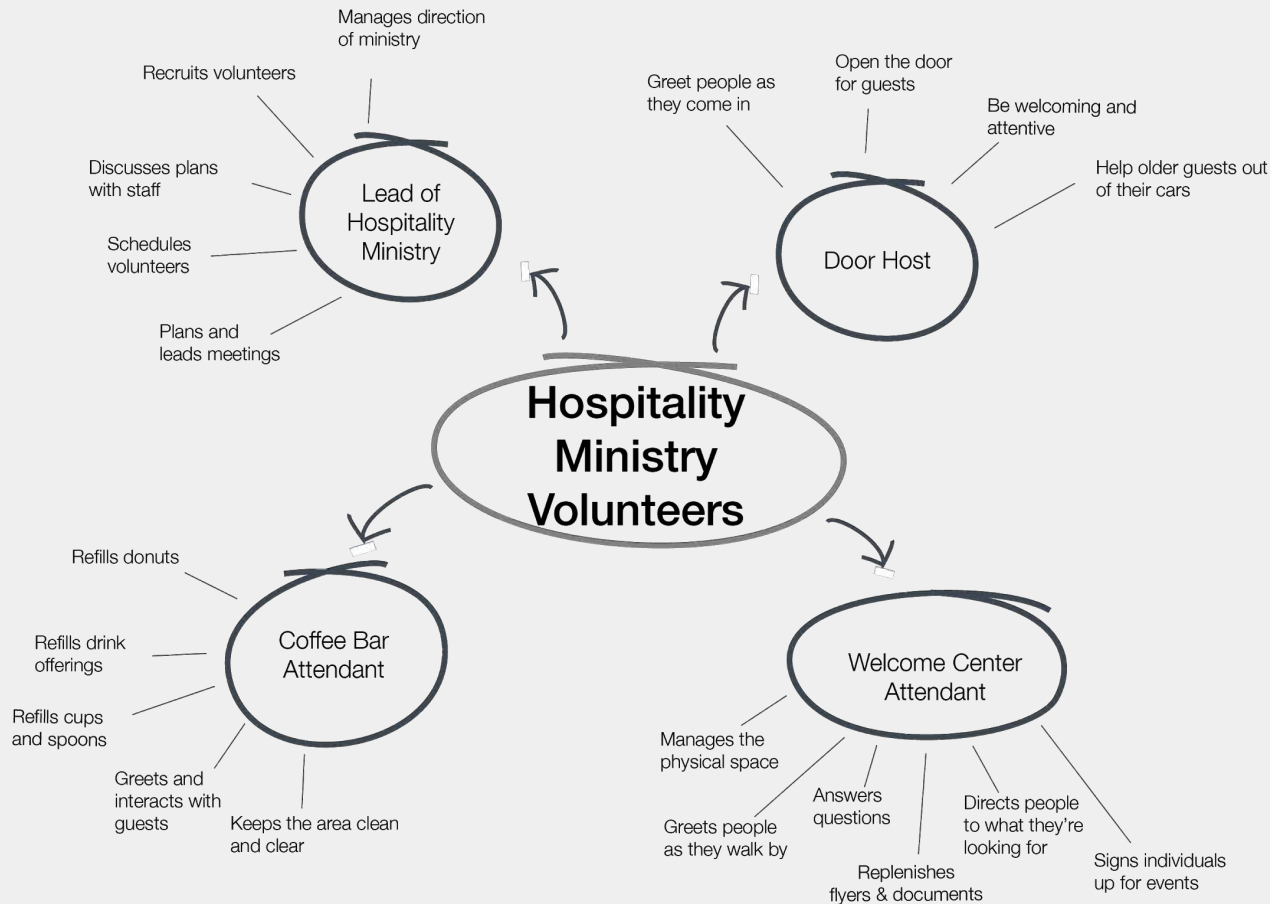 Manages direction
of ministry
Recruits volunteers
Discusses plans
with staff
Schedules
volunteers
Plans and
leads meetings
Lead of
Hospitality
Ministry
Greet people as
they come in
Open the door
for guests
Be welcoming and
attentive
Help older guests out
of their cars
Door Host
Hospitality
Ministry
Volunteers
Refills donuts
Refills drink
offerings
Refills cups
and spoons
Greets and
interacts with
guests
Keeps the area clean
and clear
Coffee Bar
Attendant
Welcome Center
Attendant
Manages the
physical space
Greets people
as they walk by
Answers
questions
Replenishes
flyers & documents
Directs people
to what they’re
looking for
Signs individuals
up for events